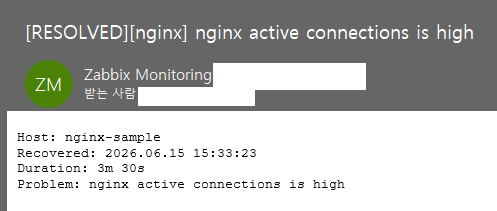 [RESOLVED][nginx] nginx active connections is high
ZM
Zabbix Monitoring
받는 사람
Host: nginx-sample
Recovered: 2026.06.15 15:33:23
Duration: 3m 30s
Problem: nginx active connections is high